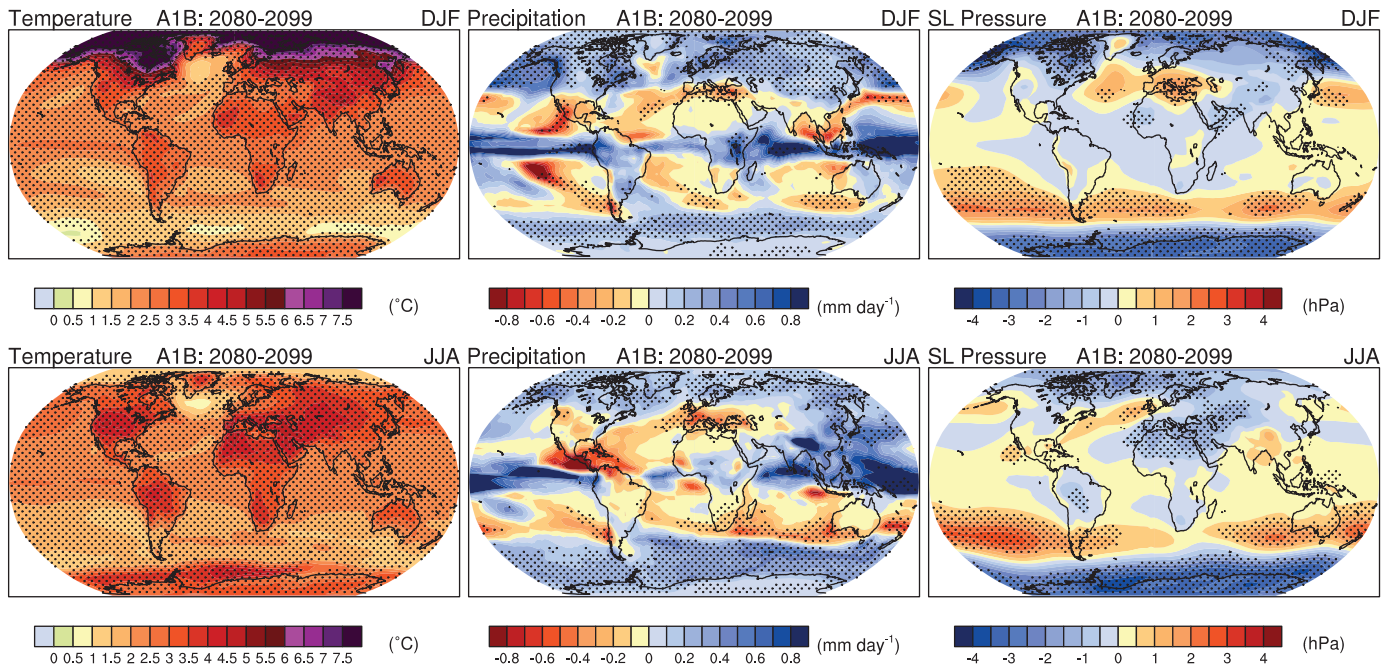 Temperature A1B: 2080-2099 DJF
Precipitation A1B: 2080-2099 DJF
SL Pressure A1B: 2080-2099 DJF
0 0.5 1 1.5 2 2.5 3 3.5 4 4.5 5 5.5 6 6.5 7 7.5 (°C)
-0.8 -0.6 -0.4 -0.2 0 0.2 0.4 0.6 0.8 (mm day-1)
-4 -3 -2 -1 0 1 2 3 4 (hPa)
Temperature A1B: 2080-2099 JJA
Precipitation A1B: 2080-2099 JJA
SL Pressure A1B: 2080-2099 JJA
0 0.5 1 1.5 2 2.5 3 3.5 4 4.5 5 5.5 6 6.5 7 7.5 (°C)
-0.8 -0.6 -0.4 -0.2 0 0.2 0.4 0.6 0.8 (mm day-1)
-4 -3 -2 -1 0 1 2 3 4 (hPa)